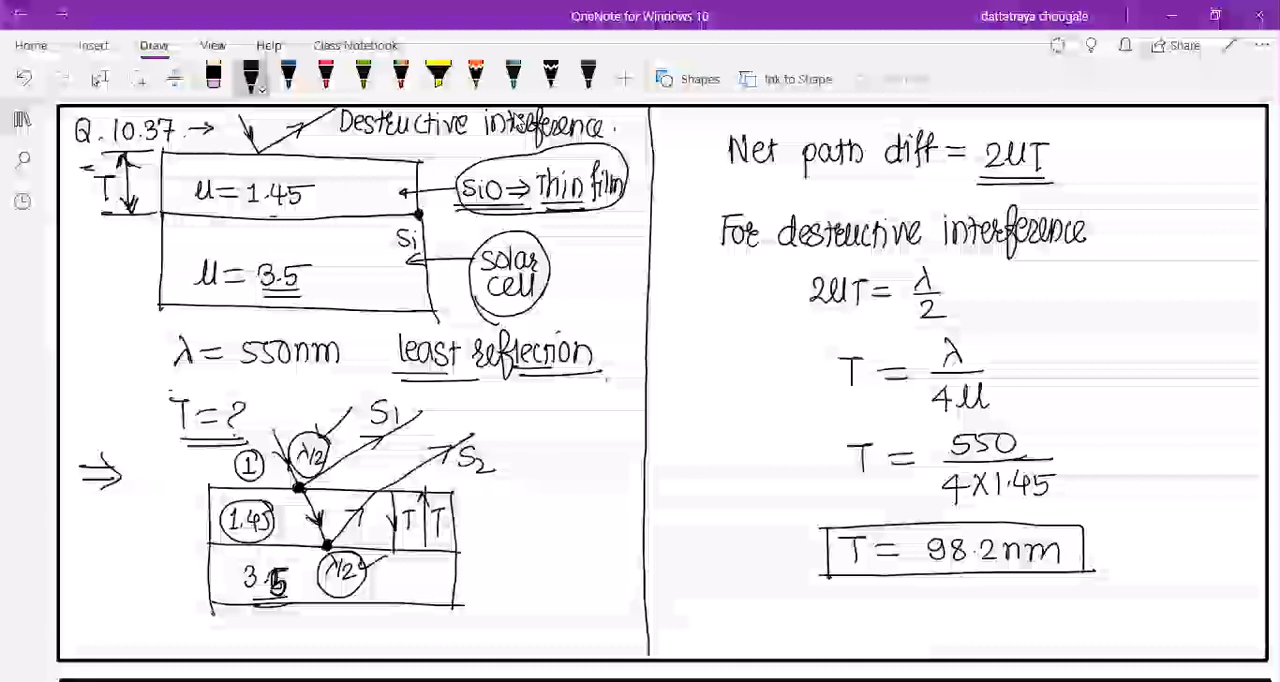 OneNote for Windows 10
dattatraya chougale
Home Insert Draw View Help Class Notebook
Share
Shapes Ink to Shape
Q. 10.37 → Destructive interference.
T
μ = 1.45
SiO ⇒ Thin film
Si
μ = 3.5
solar cell
λ = 550nm least reflection
T = ?
S1
1 λ/2
S2
1.45 T T
3.5 λ/2
⇒
Net path diff = 2μT
For destructive interference
2μT = λ/2
T = λ/4μ
T = 550/4×1.45
T = 98.2nm